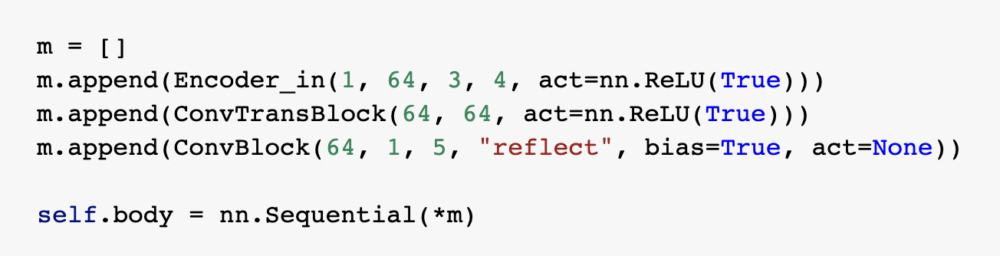 m = []
m.append(Encoder_in(1, 64, 3, 4, act=nn.ReLU(True)))
m.append(ConvTransBlock(64, 64, act=nn.ReLU(True)))
m.append(ConvBlock(64, 1, 5, "reflect", bias=True, act=None))
self.body = nn.Sequential(*m)